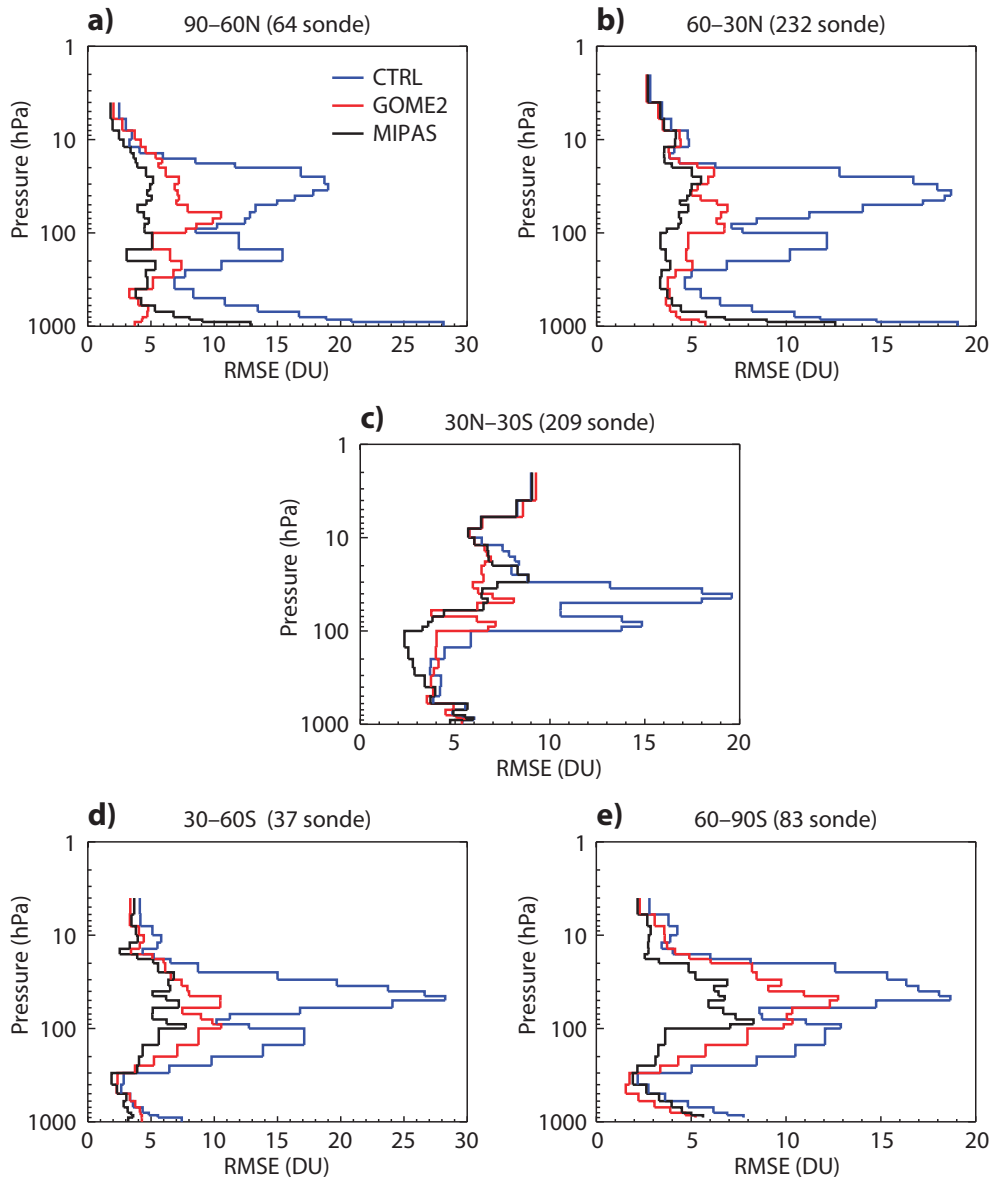 a)
90–60N (64 sonde)
1
10
100
1000
Pressure (hPa)
CTRL
GOME2
MIPAS
0 5 10 15 20 25 30
RMSE (DU)
b)
60–30N (232 sonde)
1
10
100
1000
Pressure (hPa)
0 5 10 15 20
RMSE (DU)
c)
30N–30S (209 sonde)
1
10
100
1000
Pressure (hPa)
0 5 10 15 20
RMSE (DU)
d)
30–60S (37 sonde)
1
10
100
1000
Pressure (hPa)
0 5 10 15 20 25 30
RMSE (DU)
e)
60–90S (83 sonde)
1
10
100
1000
Pressure (hPa)
0 5 10 15 20
RMSE (DU)